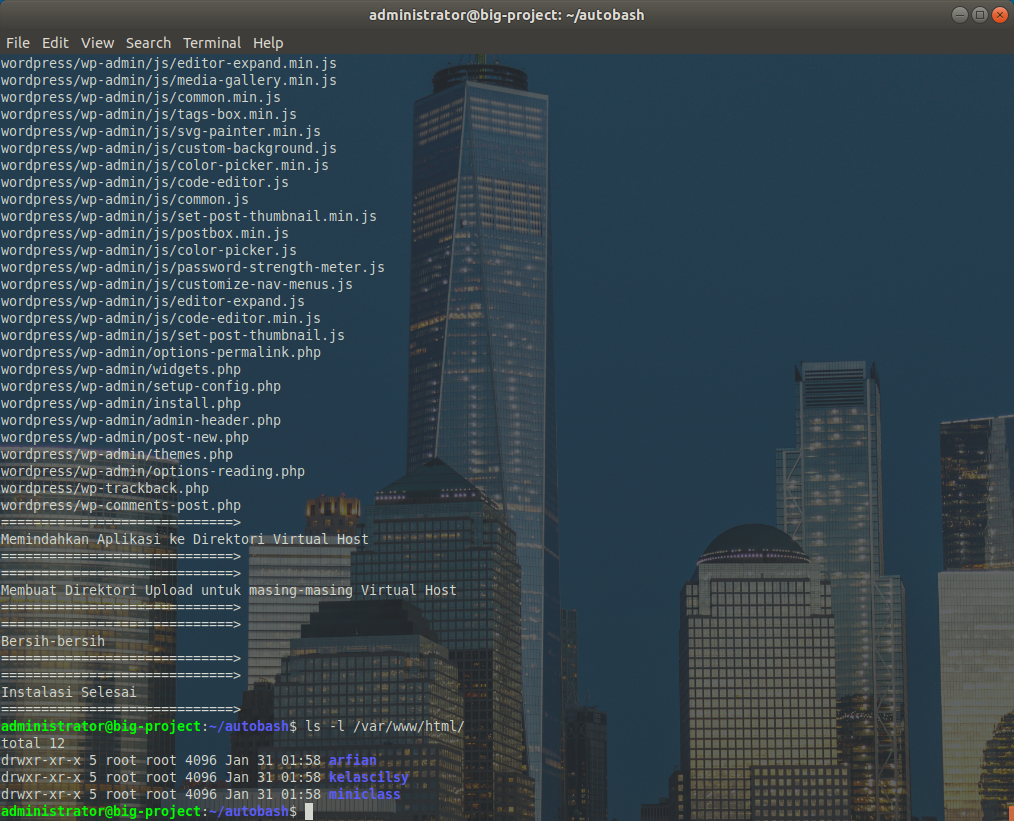 administrator@big-project: ~/autobash
File Edit View Search Terminal Help
wordpress/wp-admin/js/editor-expand.min.js
wordpress/wp-admin/js/media-gallery.min.js
wordpress/wp-admin/js/common.min.js
wordpress/wp-admin/js/tags-box.min.js
wordpress/wp-admin/js/svg-painter.min.js
wordpress/wp-admin/js/custom-background.js
wordpress/wp-admin/js/color-picker.min.js
wordpress/wp-admin/js/code-editor.js
wordpress/wp-admin/js/common.js
wordpress/wp-admin/js/set-post-thumbnail.min.js
wordpress/wp-admin/js/postbox.min.js
wordpress/wp-admin/js/color-picker.js
wordpress/wp-admin/js/password-strength-meter.js
wordpress/wp-admin/js/customize-nav-menus.js
wordpress/wp-admin/js/editor-expand.js
wordpress/wp-admin/js/code-editor.min.js
wordpress/wp-admin/js/set-post-thumbnail.js
wordpress/wp-admin/options-permalink.php
wordpress/wp-admin/widgets.php
wordpress/wp-admin/setup-config.php
wordpress/wp-admin/install.php
wordpress/wp-admin/admin-header.php
wordpress/wp-admin/post-new.php
wordpress/wp-admin/themes.php
wordpress/wp-admin/options-reading.php
wordpress/wp-trackback.php
wordpress/wp-comments-post.php
=============================>
Memindahkan Aplikasi ke Direktori Virtual Host
=============================>
=============================>
Membuat Direktori Upload untuk masing-masing Virtual Host
=============================>
=============================>
Bersih-bersih
=============================>
=============================>
Instalasi Selesai
=============================>
administrator@big-project:~/autobash$ ls -l /var/www/html/
total 12
drwxr-xr-x 5 root root 4096 Jan 31 01:58 arfian
drwxr-xr-x 5 root root 4096 Jan 31 01:58 kelascilsy
drwxr-xr-x 5 root root 4096 Jan 31 01:58 miniclass
administrator@big-project:~/autobash$